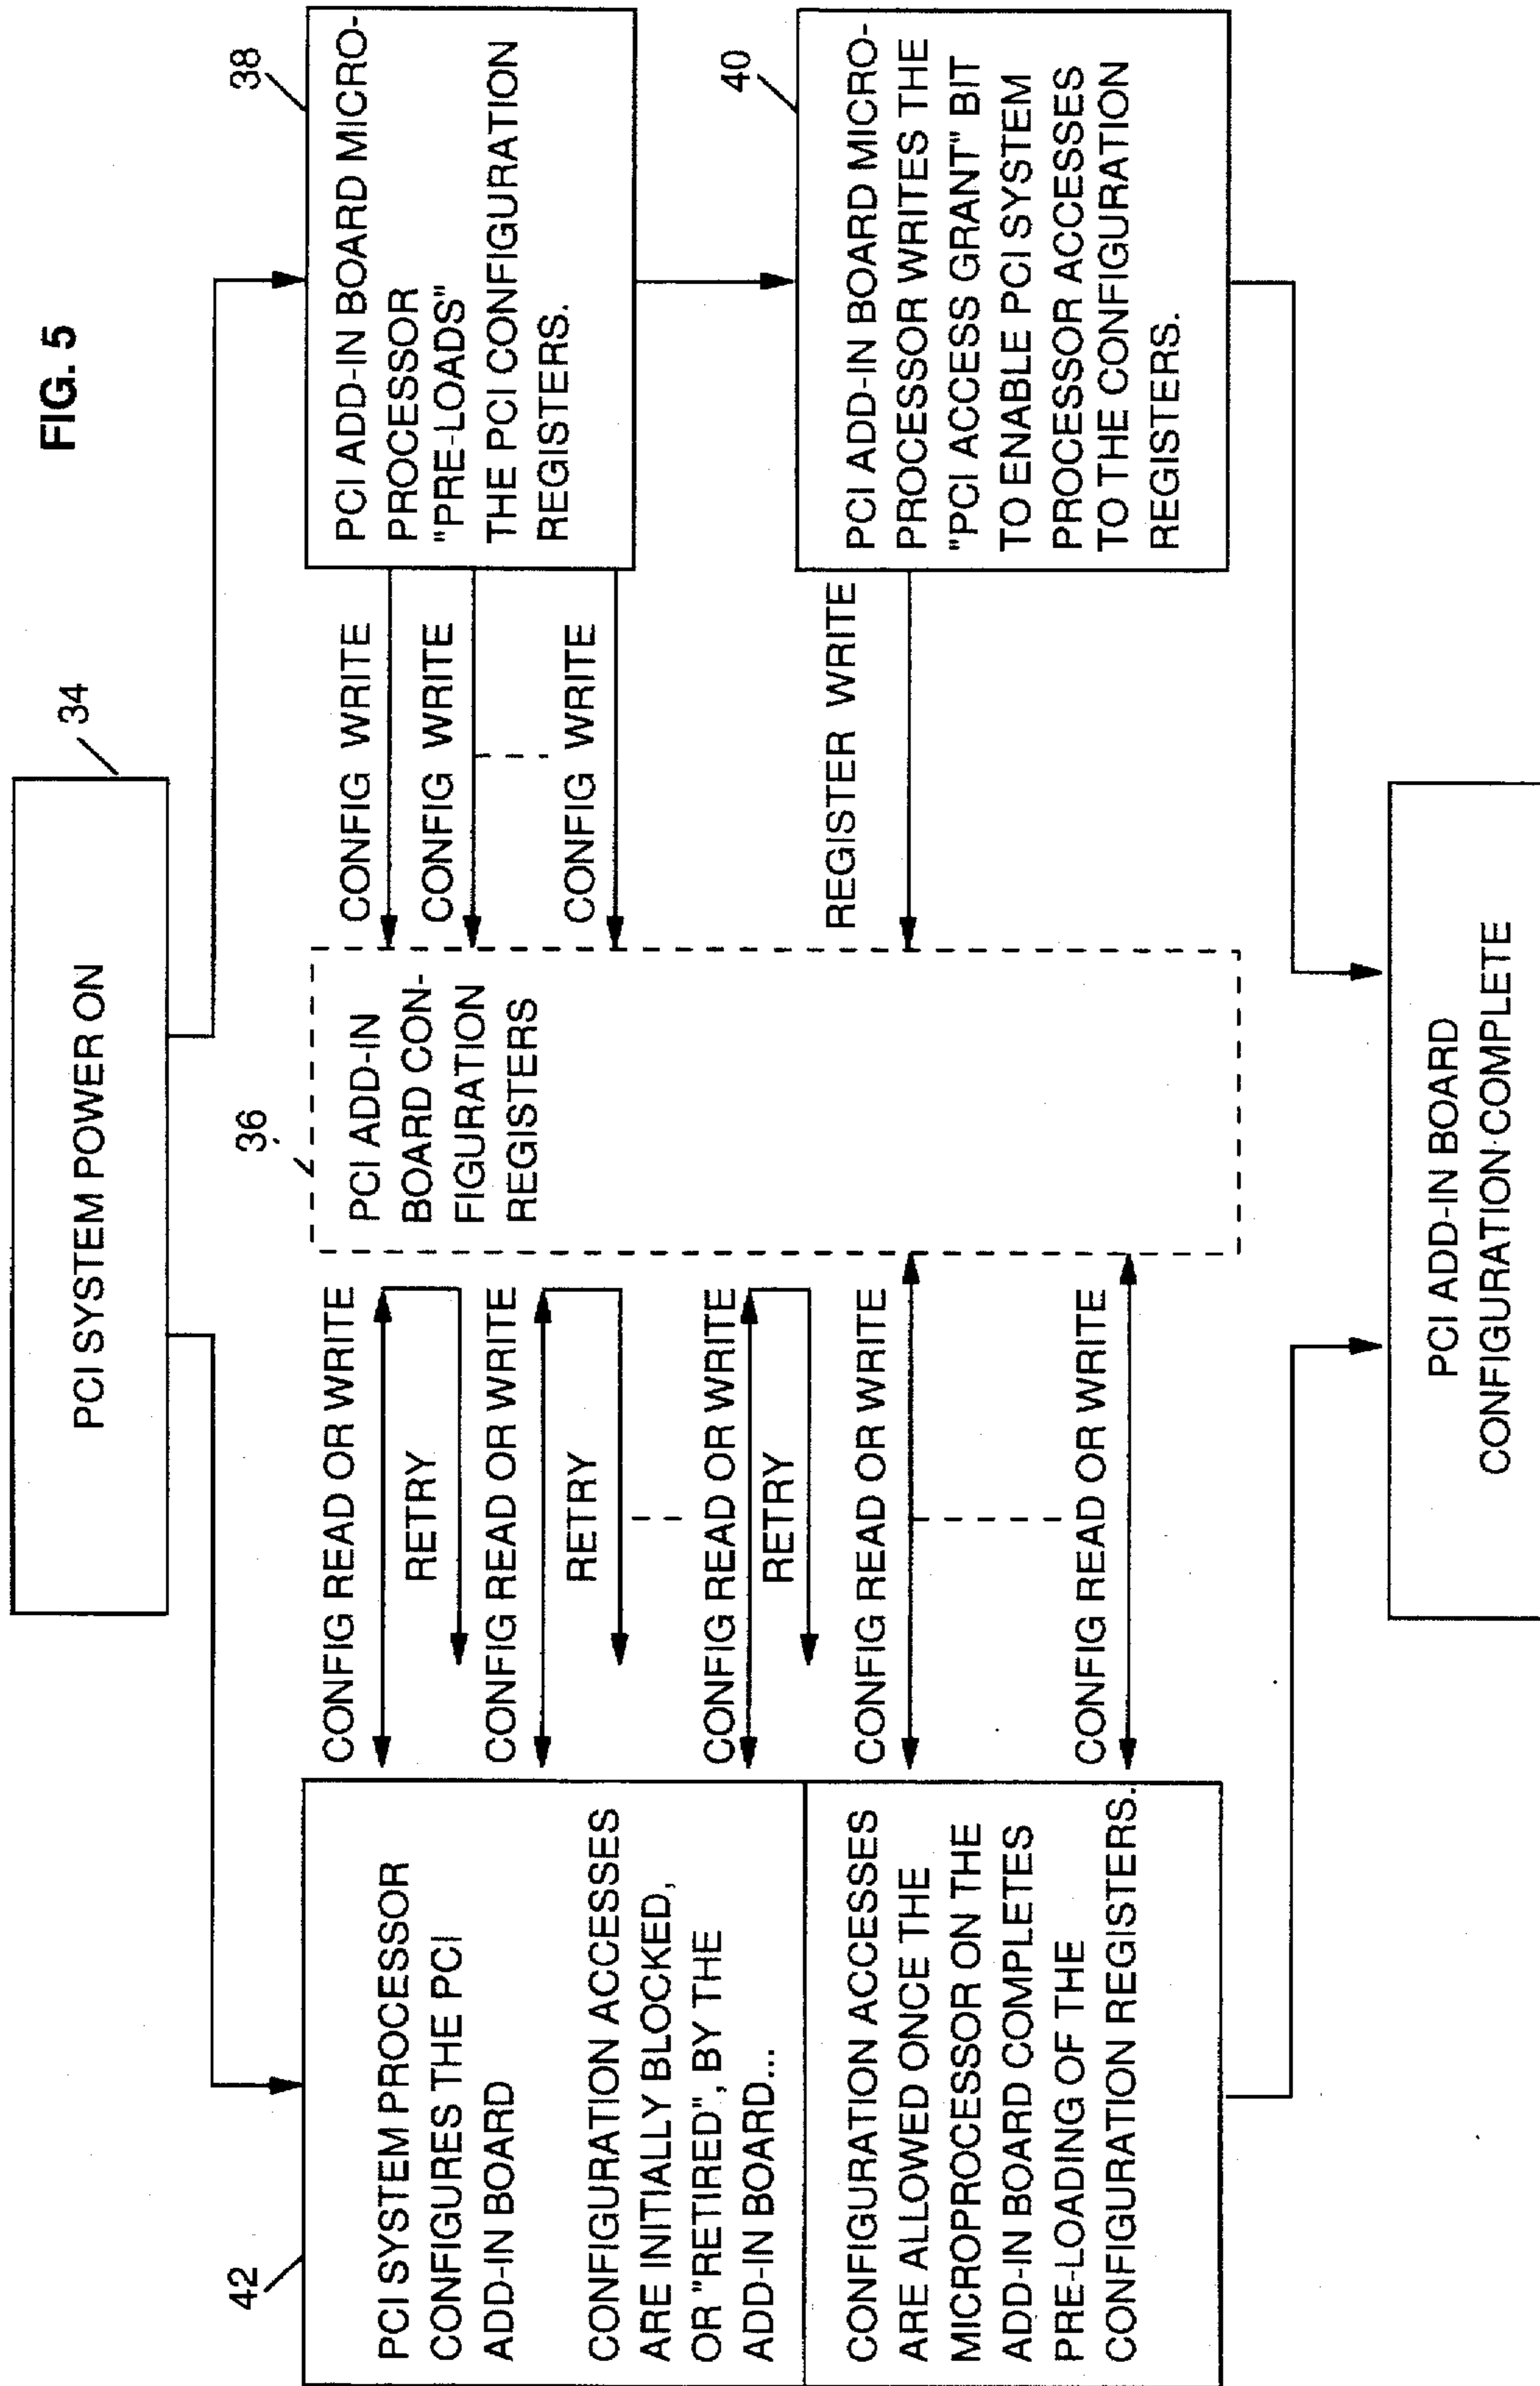 FIG. 5
PCI SYSTEM POWER ON
34
42
PCI SYSTEM PROCESSOR
CONFIGURES THE PCI
ADD-IN BOARD
CONFIGURATION ACCESSES
ARE INITIALLY BLOCKED,
OR "RETIRED", BY THE
ADD-IN BOARD...
CONFIGURATION ACCESSES
ARE ALLOWED ONCE THE
MICROPROCESSOR ON THE
ADD-IN BOARD COMPLETES
PRE-LOADING OF THE
CONFIGURATION REGISTERS.
CONFIG READ OR WRITE
RETRY
CONFIG READ OR WRITE
RETRY
CONFIG READ OR WRITE
RETRY
CONFIG READ OR WRITE
CONFIG READ OR WRITE
36
PCI ADD-IN
BOARD CON-
FIGURATION
REGISTERS
CONFIG WRITE
CONFIG WRITE
CONFIG WRITE
REGISTER WRITE
38
PCI ADD-IN BOARD MICRO-
PROCESSOR
"PRE-LOADS"
THE PCI CONFIGURATION
REGISTERS.
40
PCI ADD-IN BOARD MICRO-
PROCESSOR WRITES THE
"PCI ACCESS GRANT" BIT
TO ENABLE PCI SYSTEM
PROCESSOR ACCESSES
TO THE CONFIGURATION
REGISTERS.
PCI ADD-IN BOARD
CONFIGURATION COMPLETE